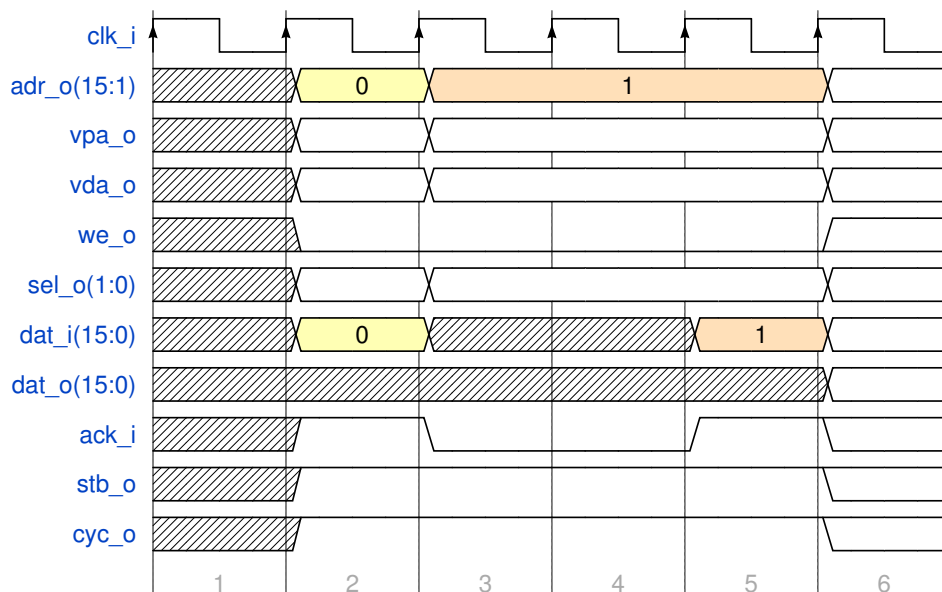 clk_i
adr_o(15:1) 0 1
vpa_o
vda_o
we_o
sel_o(1:0)
dat_i(15:0) 0 1
dat_o(15:0)
ack_i
stb_o
cyc_o
1 2 3 4 5 6